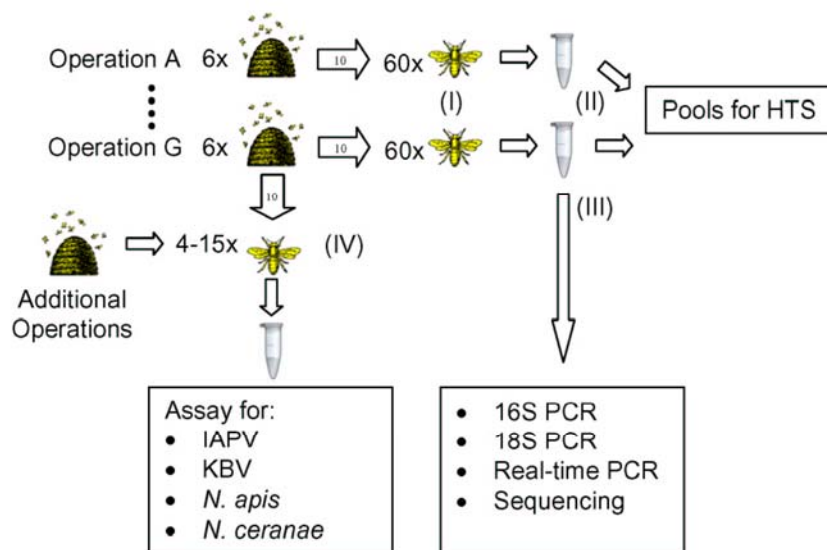 Operation A 6x 10 60x (I) (II)
Pools for HTS
Operation G 6x 10 60x
10
(III)
4-15x (IV)
Additional
Operations
Assay for:
• IAPV
• KBV
• N. apis
• N. ceranae
• 16S PCR
• 18S PCR
• Real-time PCR
• Sequencing